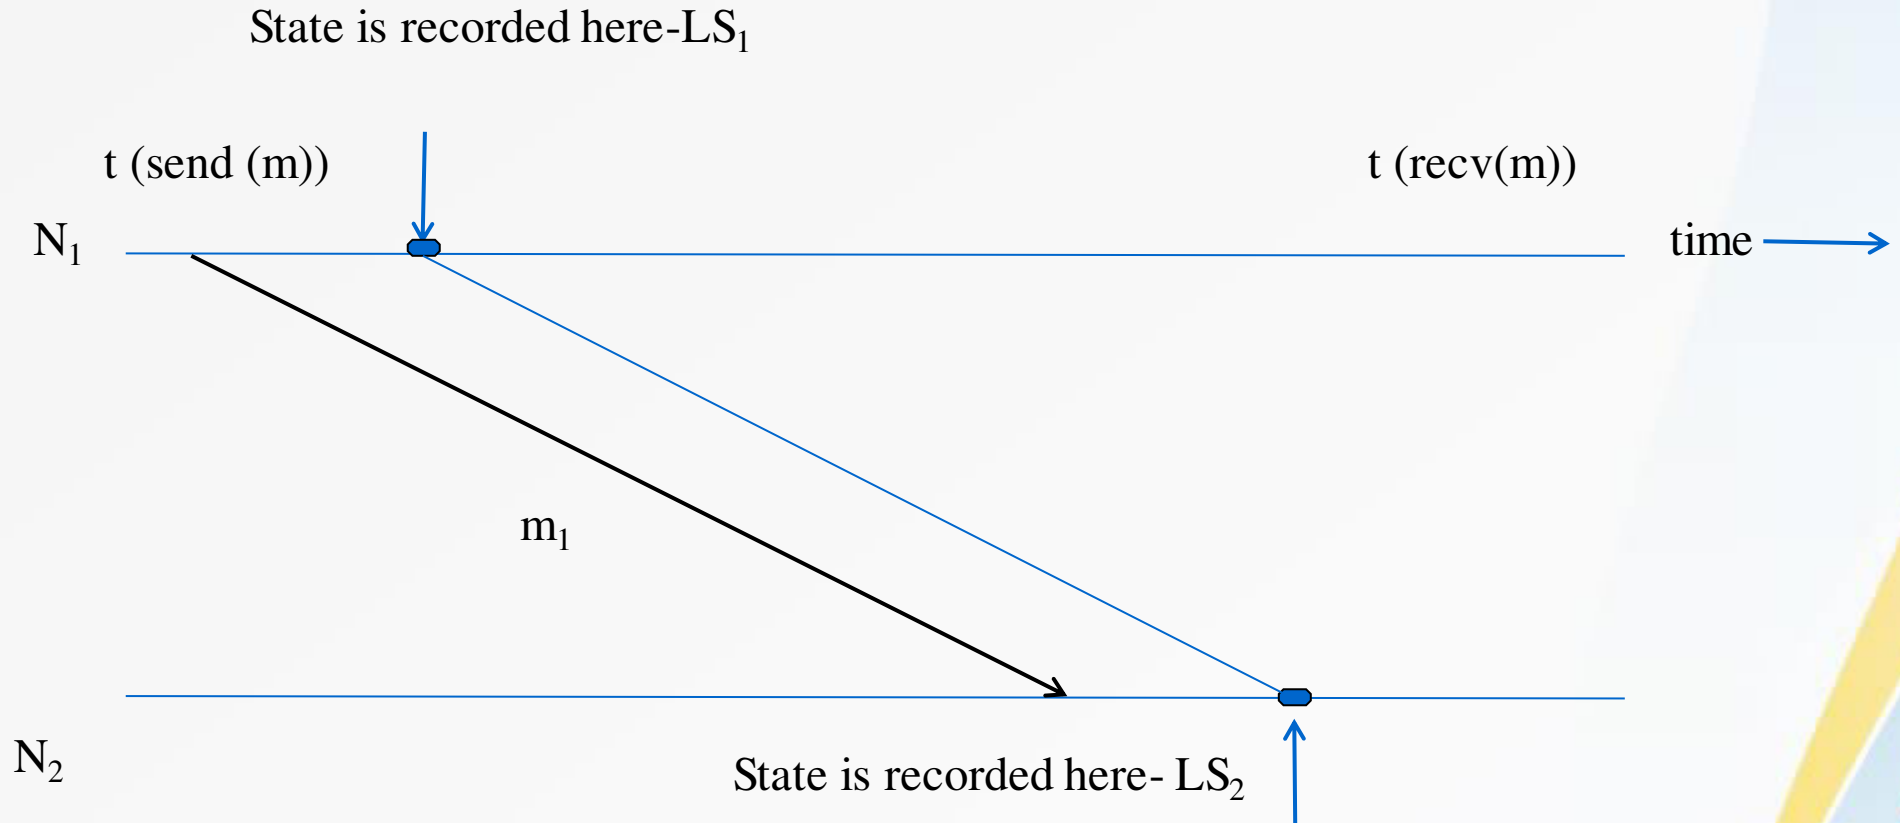 State is recorded here-LS₁
t (send (m))
t (recv(m))
N₁
time
m₁
N₂
State is recorded here- LS₂